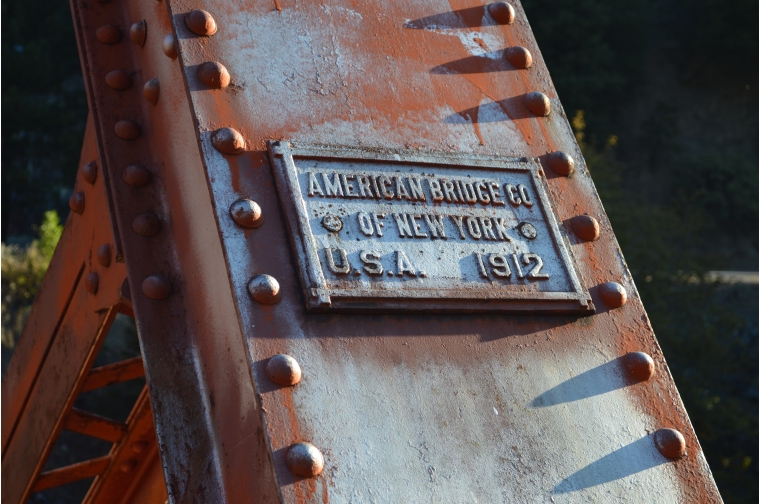 AMERICAN BRIDGE CO
OF NEW YORK
U.S.A. 1912